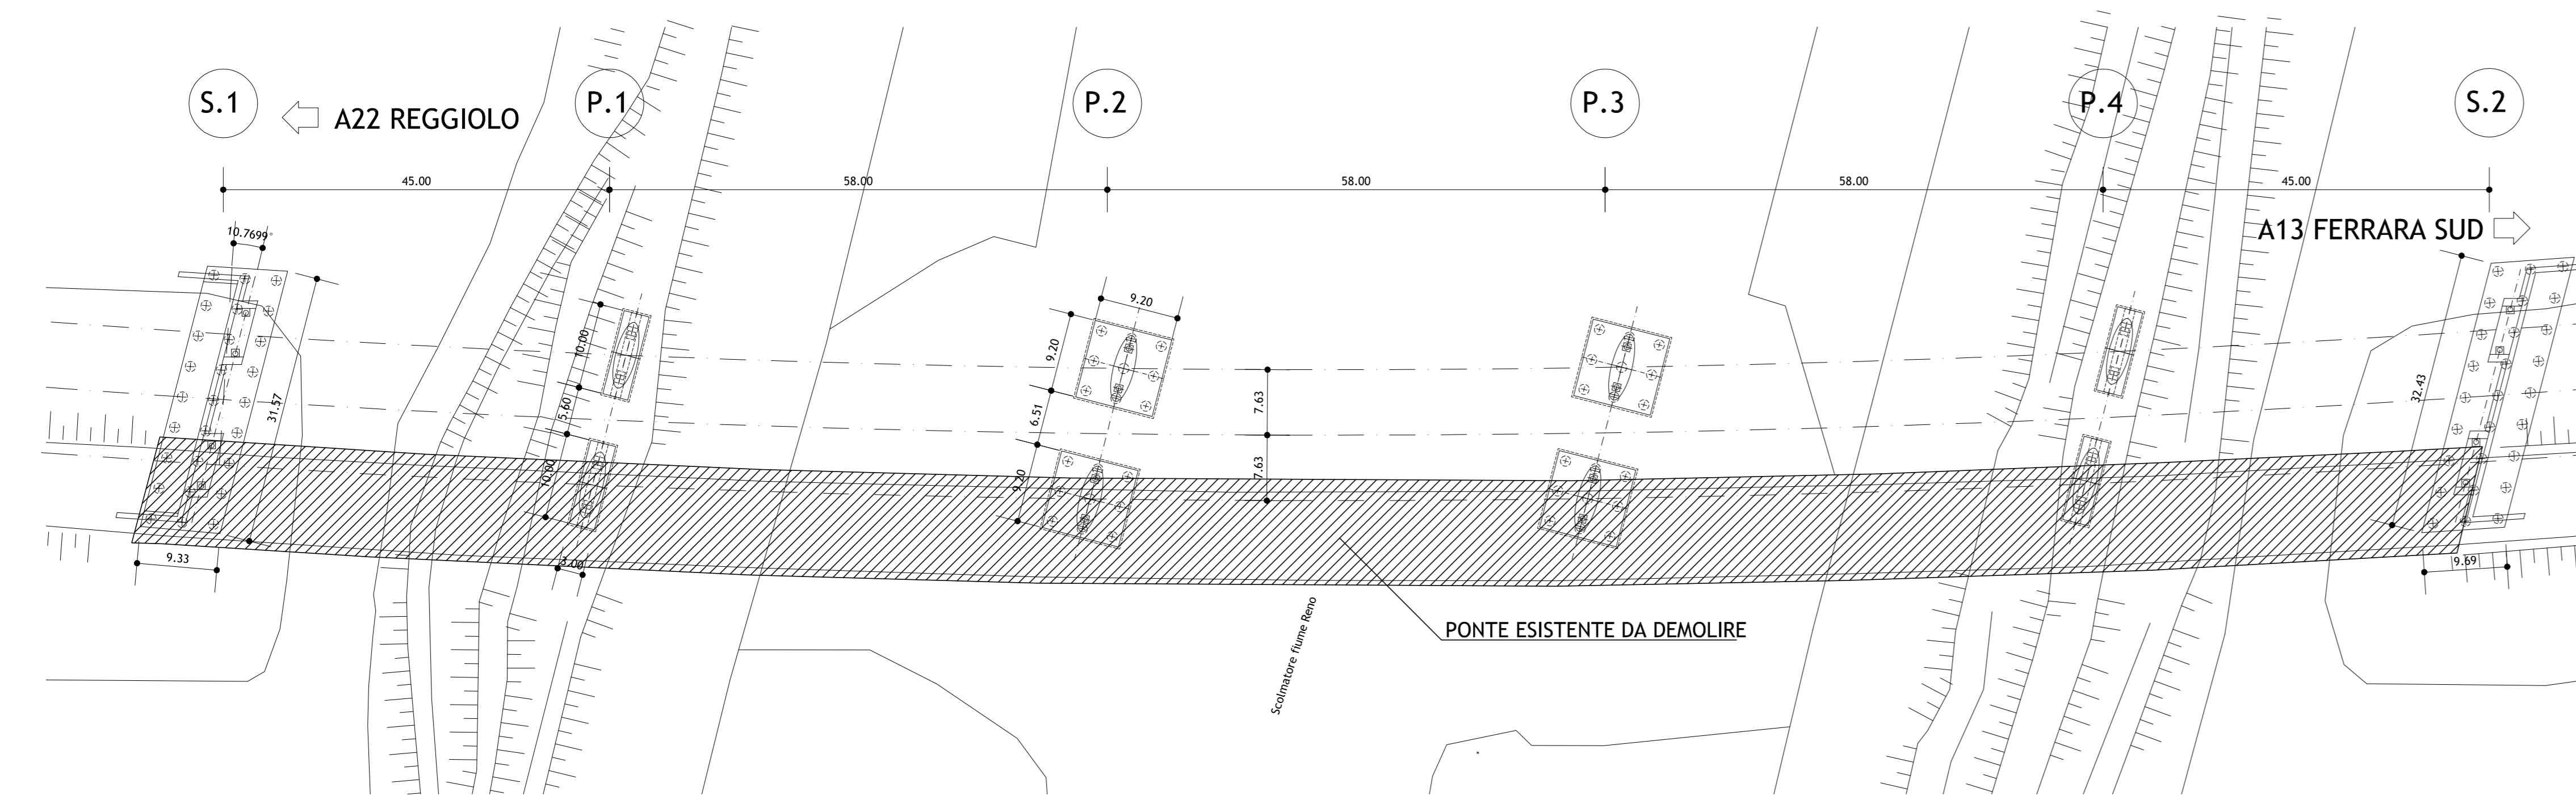 S.1
P.1
P.2
P.3
P.4
S.2
A22 REGGIOLO
45.00
58.00
58.00
58.00
45.00
A13 FERRARA SUD
10.7699°
31.57
9.33
10.00
5.60
10.00
3.00
9.20
9.20
6.51
9.20
7.63
7.63
32.43
9.69
PONTE ESISTENTE DA DEMOLIRE
Scolmatore fiume Reno